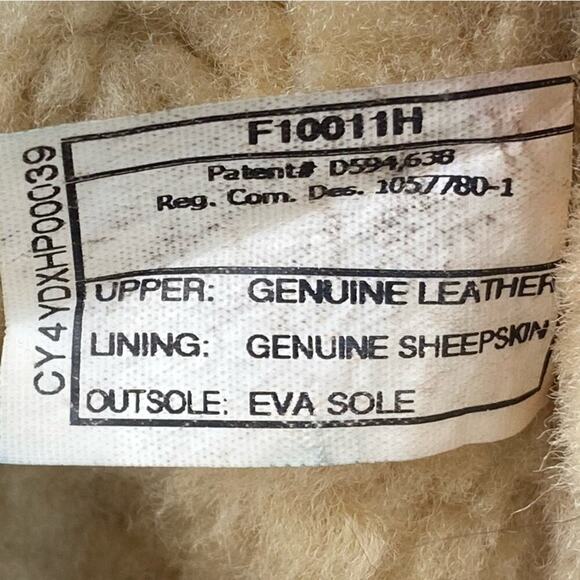 F10011H
Patent# D594,638
Reg. Com. Des. 1057780-1
UPPER: GENUINE LEATHER
LINING: GENUINE SHEEPSKIN
OUTSOLE: EVA SOLE
CY4YDXHP00039